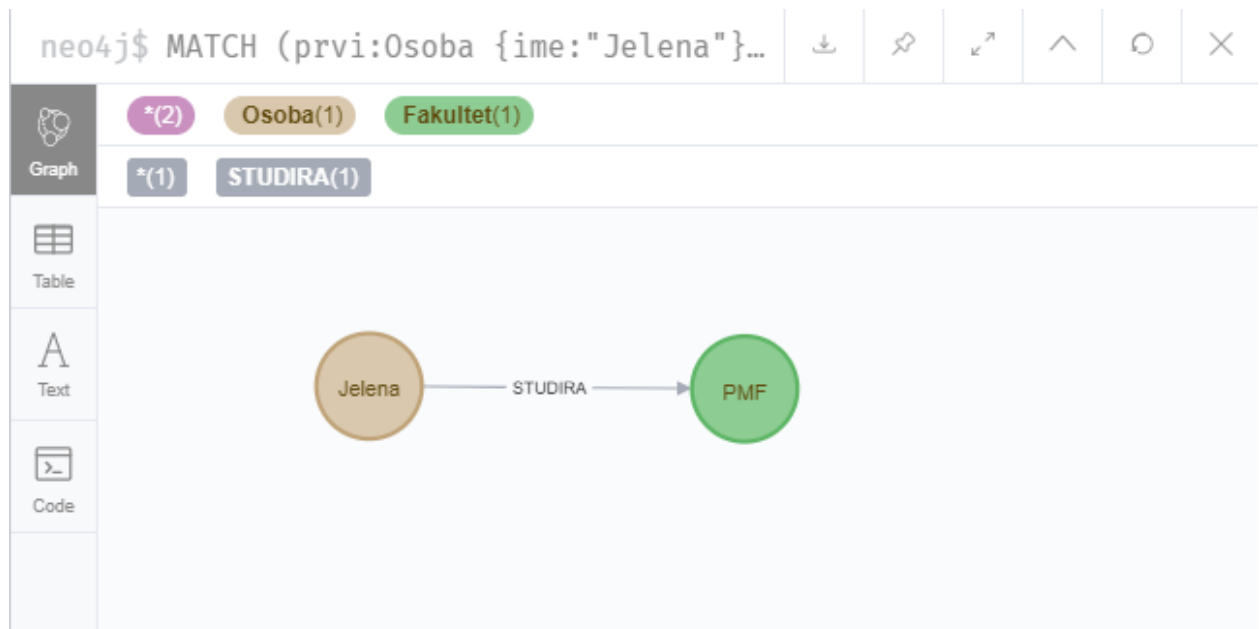 neo4j$ MATCH (prvi:Osoba {ime:"Jelena"}…
*(2) Osoba(1) Fakultet(1)
Graph
*(1) STUDIRA(1)
Table
Text
Jelena STUDIRA PMF
Code